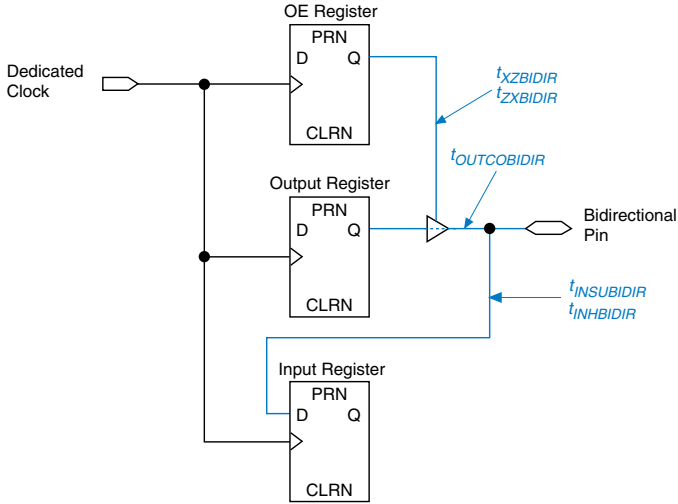 OE Register
PRN
D Q
CLRN
Dedicated
Clock
tXZBIDIR
tZXBIDIR
tOUTCOBIDIR
Output Register
PRN
D Q
CLRN
Bidirectional
Pin
tINSUBIDIR
tINHBIDIR
Input Register
PRN
D Q
CLRN